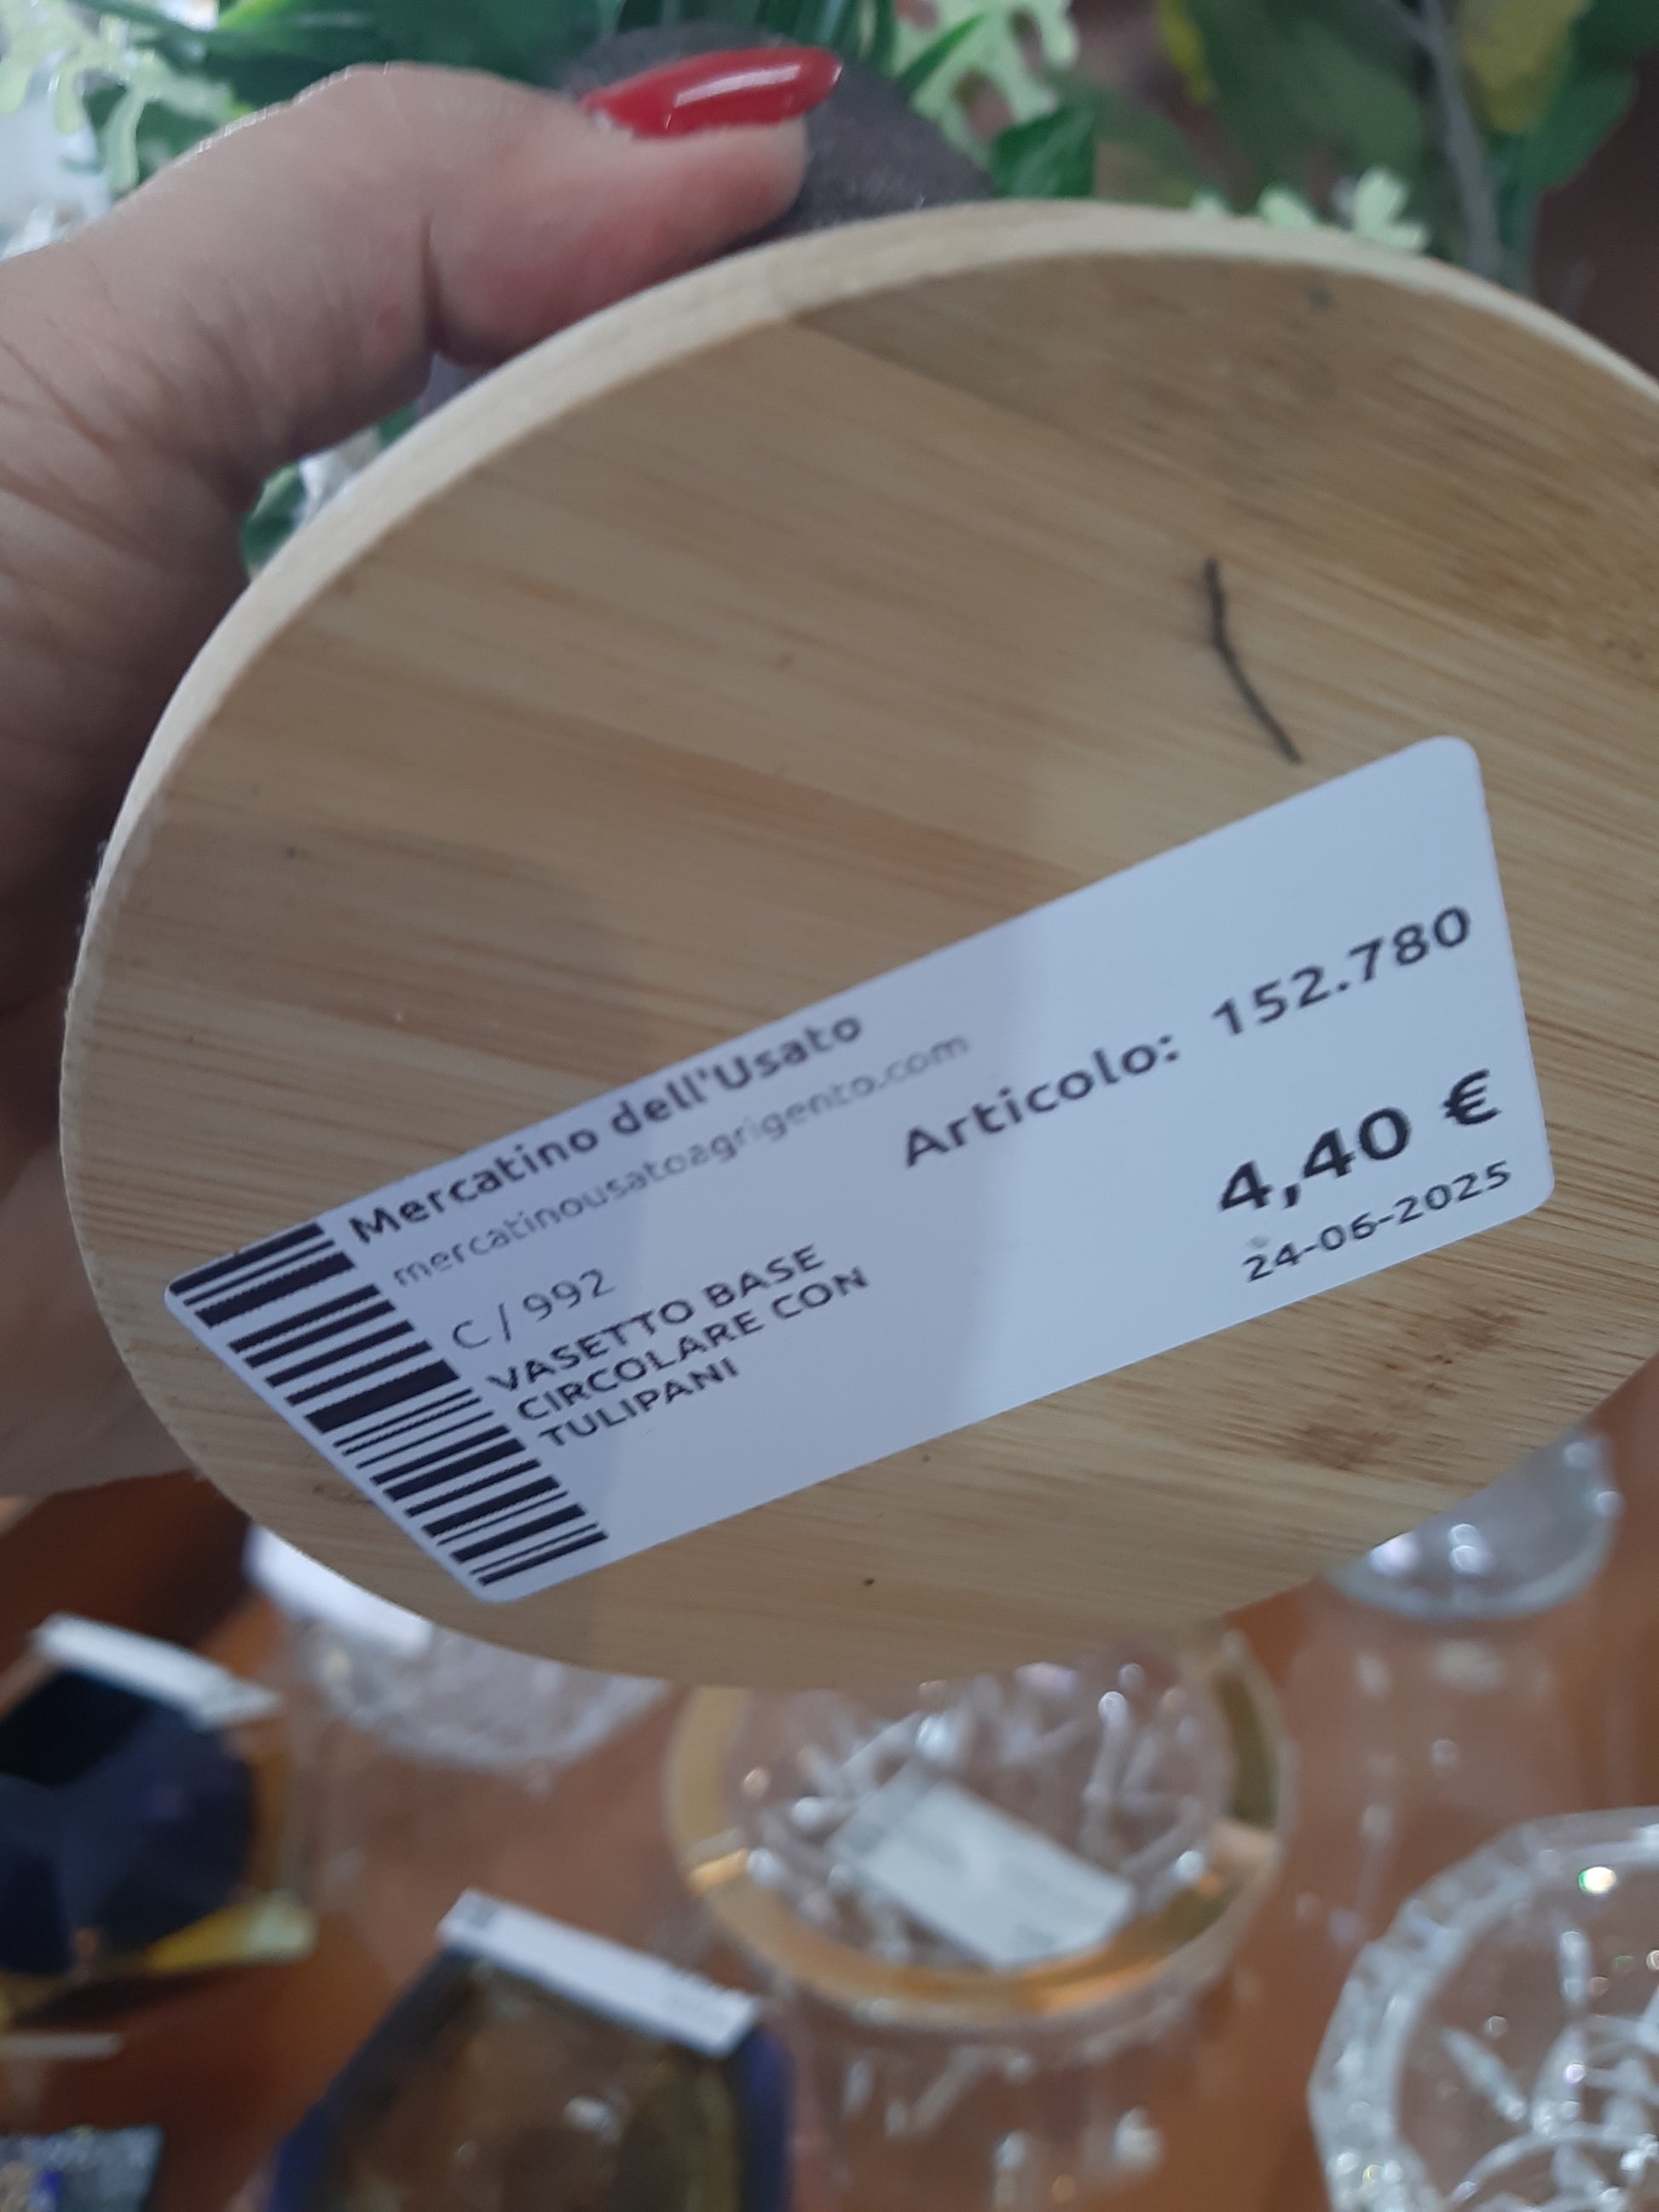 Mercatino dell'Usato
mercatinousatoagrigento.com
Articolo: 152.780
C/992
4,40 €
VASETTO BASE
CIRCOLARE CON
TULIPANI
24-06-2025